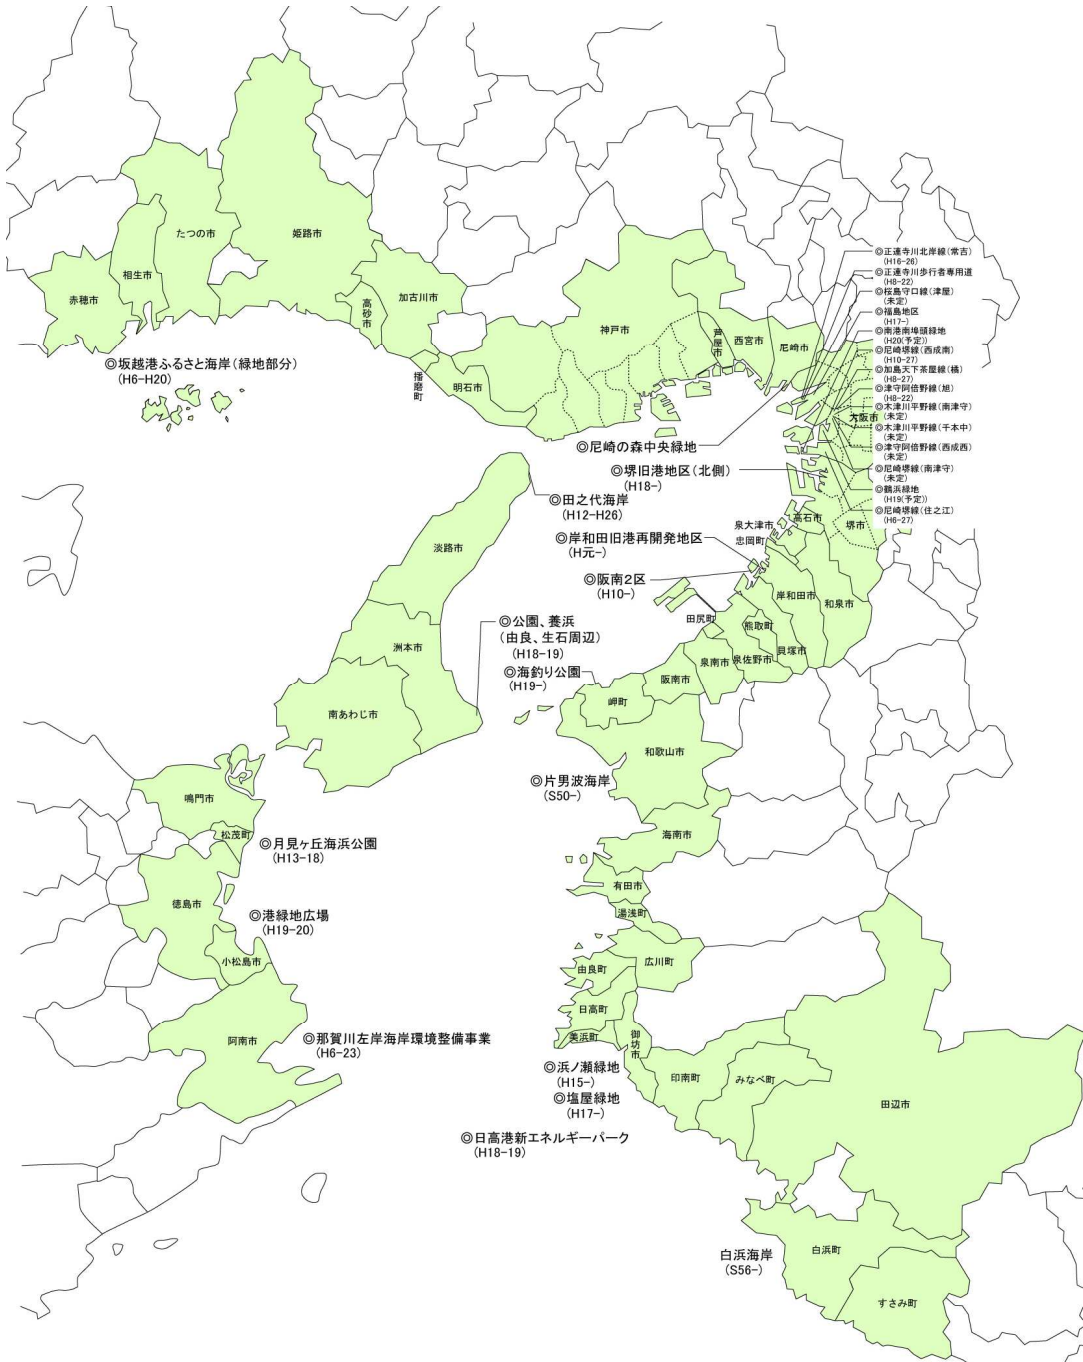 たつの市
姫路市
相生市
赤穂市
高砂市
加古川市
播磨町
明石市
神戸市
芦屋市
西宮市
尼崎市
◎坂越港ふるさと海岸(緑地部分)
(H6-H20)
◎正連寺川北岸線(常吉)
(H16-26)
◎正連寺川歩行者専用道
(H8-22)
◎桜島守口線(津屋)
(未定)
◎福島地区
(H17-)
◎南港南埠頭緑地
(H20(予定))
◎尼崎堺線(西成南)
(H10-27)
◎加島天下茶屋線(橘)
(H8-27)
◎津守阿倍野線(旭)
(H8-22)
◎木津川平野線(南津守)
(未定)
大阪市
◎木津川平野線(千本中)
(未定)
◎津守阿倍野線(西成西)
(未定)
◎尼崎堺線(南津守)
(未定)
◎鶴浜緑地
(H19(予定))
◎尼崎堺線(住之江)
(H6-27)
◎尼崎の森中央緑地
◎堺旧港地区(北側)
(H18-)
◎田之代海岸
(H12-H26)
高石市
堺市
泉大津市
忠岡町
◎岸和田旧港再開発地区
(H元-)
◎阪南2区
(H10-)
淡路市
岸和田市
和泉市
田尻町
熊取町
貝塚市
泉佐野市
泉南市
阪南市
岬町
◎公園、養浜
(由良、生石周辺)
(H18-19)
◎海釣り公園
(H19-)
洲本市
南あわじ市
和歌山市
◎片男波海岸
(S50-)
鳴門市
松茂町
◎月見ヶ丘海浜公園
(H13-18)
海南市
有田市
湯浅町
徳島市
◎港緑地広場
(H19-20)
小松島市
広川町
由良町
日高町
美浜町
御坊市
阿南市
◎那賀川左岸海岸環境整備事業
(H6-23)
◎浜ノ瀬緑地
(H15-)
◎塩屋緑地
(H17-)
◎日高港新エネルギーパーク
(H18-19)
印南町
みなべ町
田辺市
白浜海岸
(S56-)
白浜町
すさみ町